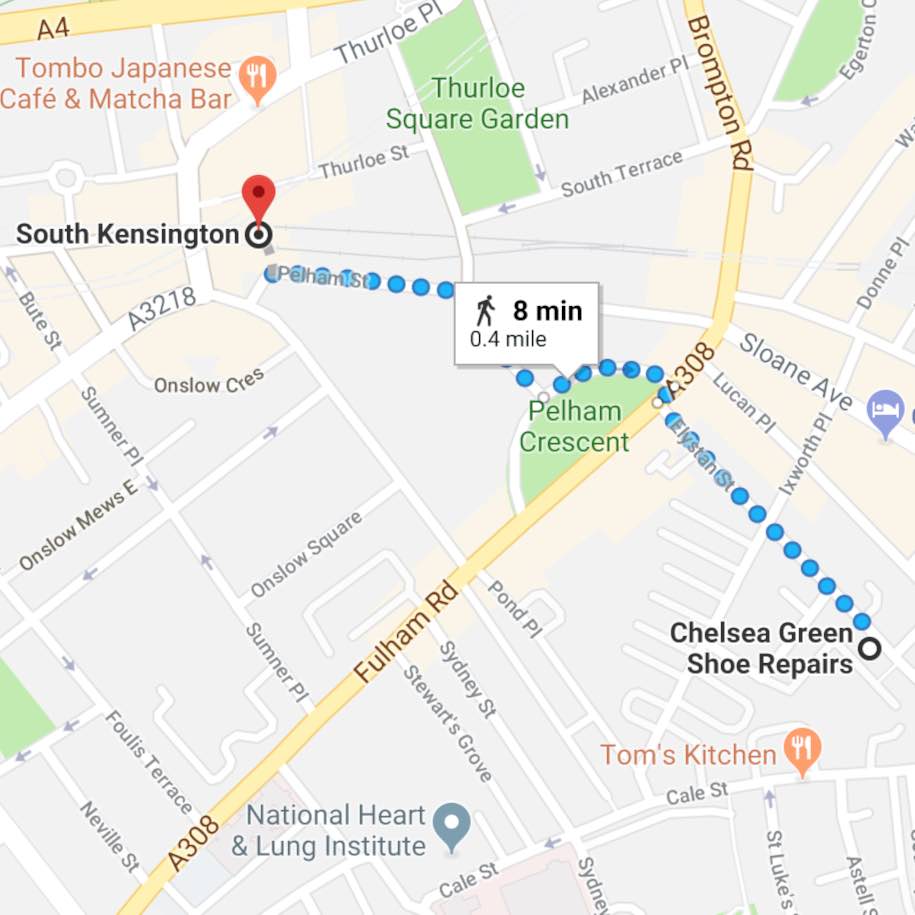 A4
Thurloe Pl
Brompton Rd
Tombo Japanese
Café & Matcha Bar
Thurloe
Square Garden
Alexander Pl
Thurloe St
South Terrace
South Kensington
Pelham St
Donne Pl
A3218
Bute St
8 min
0.4 mile
Sloane Ave
A308
Onslow Cres
Lucan Pl
Pelham
Crescent
Sumner Pl
Elystan St
Ixworth Pl
Onslow Mews E
Onslow Square
Pond Pl
Fulham Rd
Chelsea Green
Shoe Repairs
Sumner Pl
Sydney St
Stewart's Grove
Foulis Terrace
Tom's Kitchen
Cale St
National Heart
& Lung Institute
A308
Neville St
Cale St
St Luke's